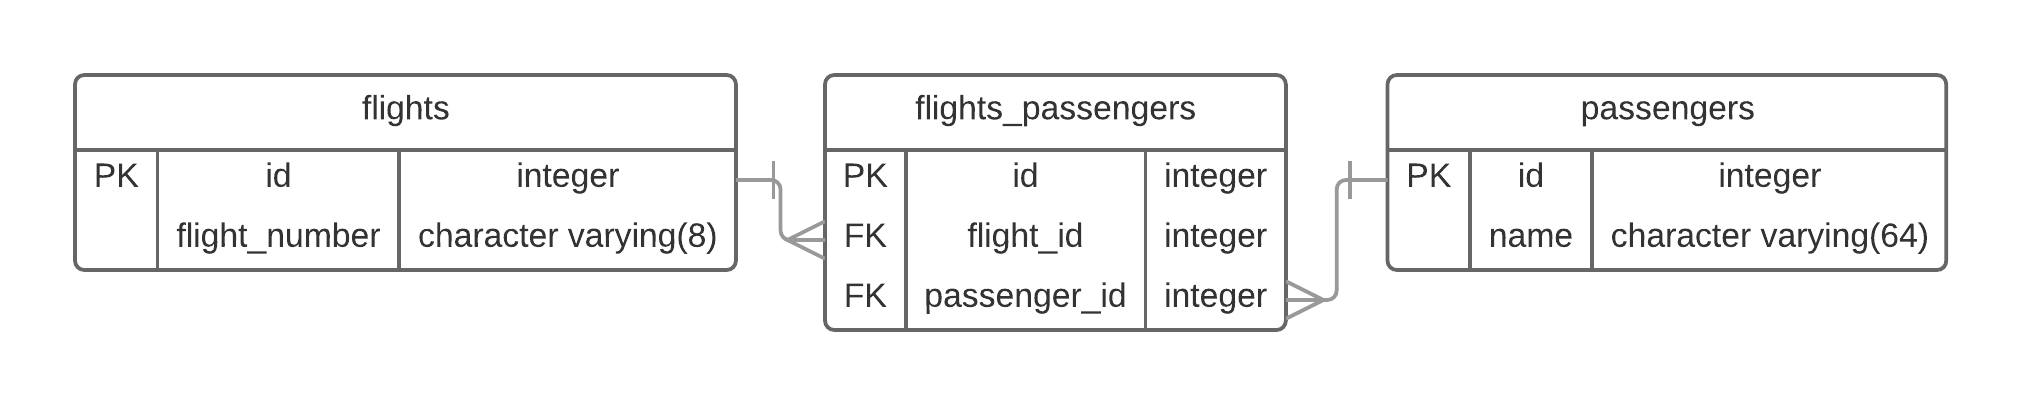 flights
PK id integer
flight_number character varying(8)
flights_passengers
PK id integer
FK flight_id integer
FK passenger_id integer
passengers
PK id integer
name character varying(64)